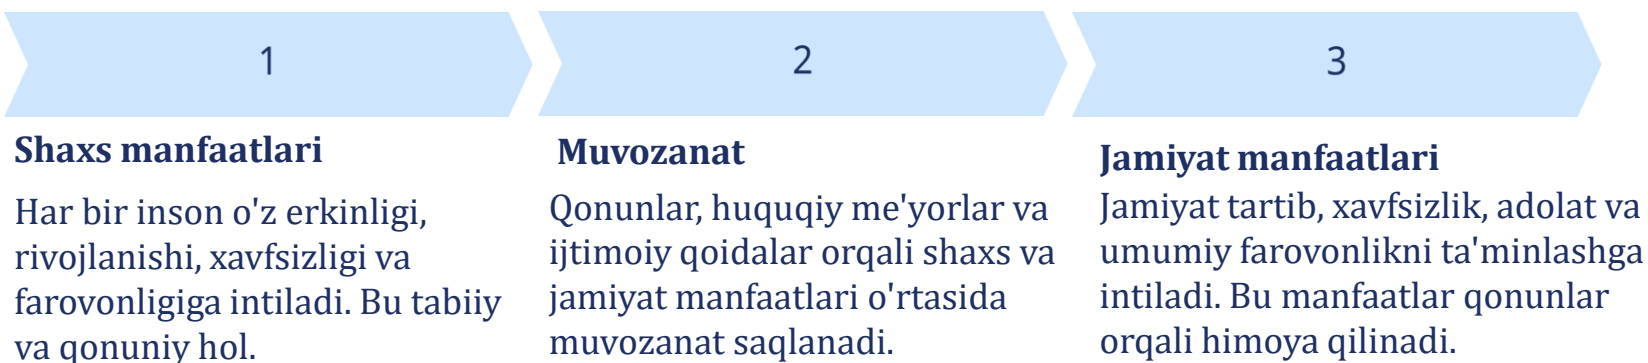 1
Shaxs manfaatlari
Har bir inson o'z erkinligi,
rivojlanishi, xavfsizligi va
farovonligiga intiladi. Bu tabiiy
va qonuniy hol.
2
Muvozanat
Qonunlar, huquqiy me'yorlar va
ijtimoiy qoidalar orqali shaxs va
jamiyat manfaatlari o'rtasida
muvozanat saqlanadi.
3
Jamiyat manfaatlari
Jamiyat tartib, xavfsizlik, adolat va
umumiy farovonlikni ta'minlashga
intiladi. Bu manfaatlar qonunlar
orqali himoya qilinadi.